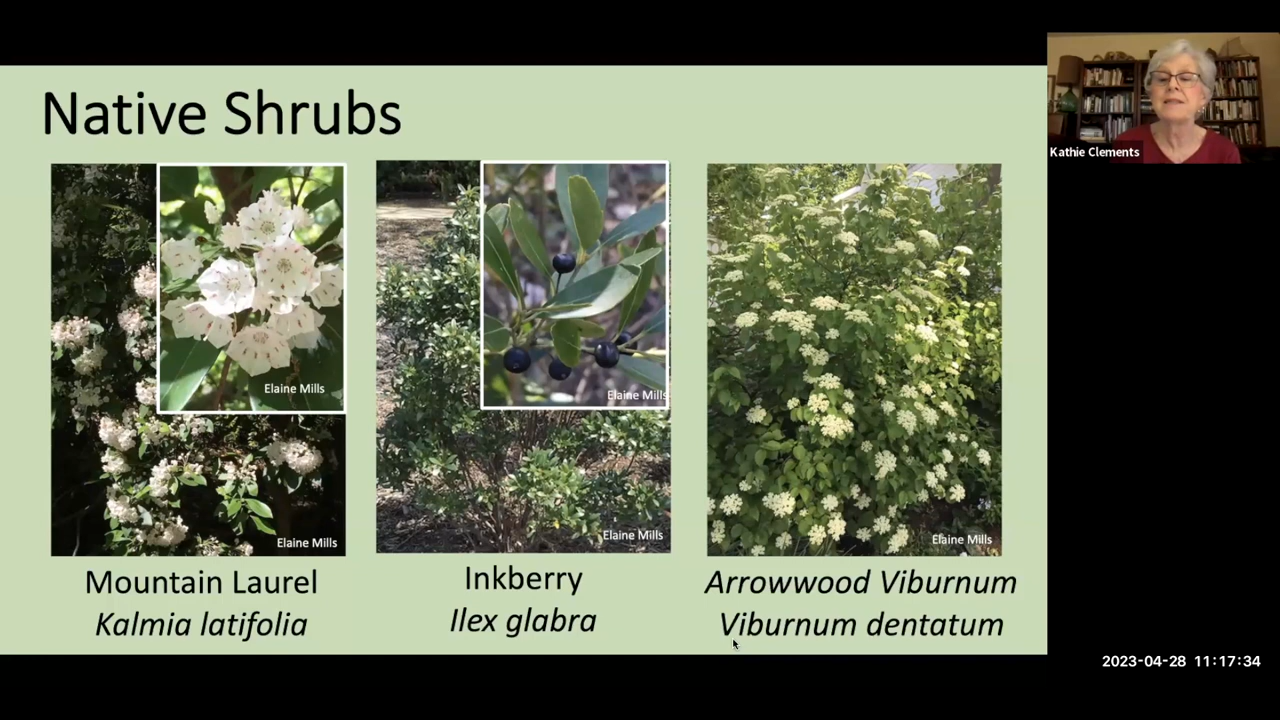 Native Shrubs
Kathie Clements
Elaine Mills
Elaine Mills
Elaine Mills
Elaine Mills
Elaine Mills
Mountain Laurel
Kalmia latifolia
Inkberry
Ilex glabra
Arrowwood Viburnum
Viburnum dentatum
2023-04-28 11:17:34